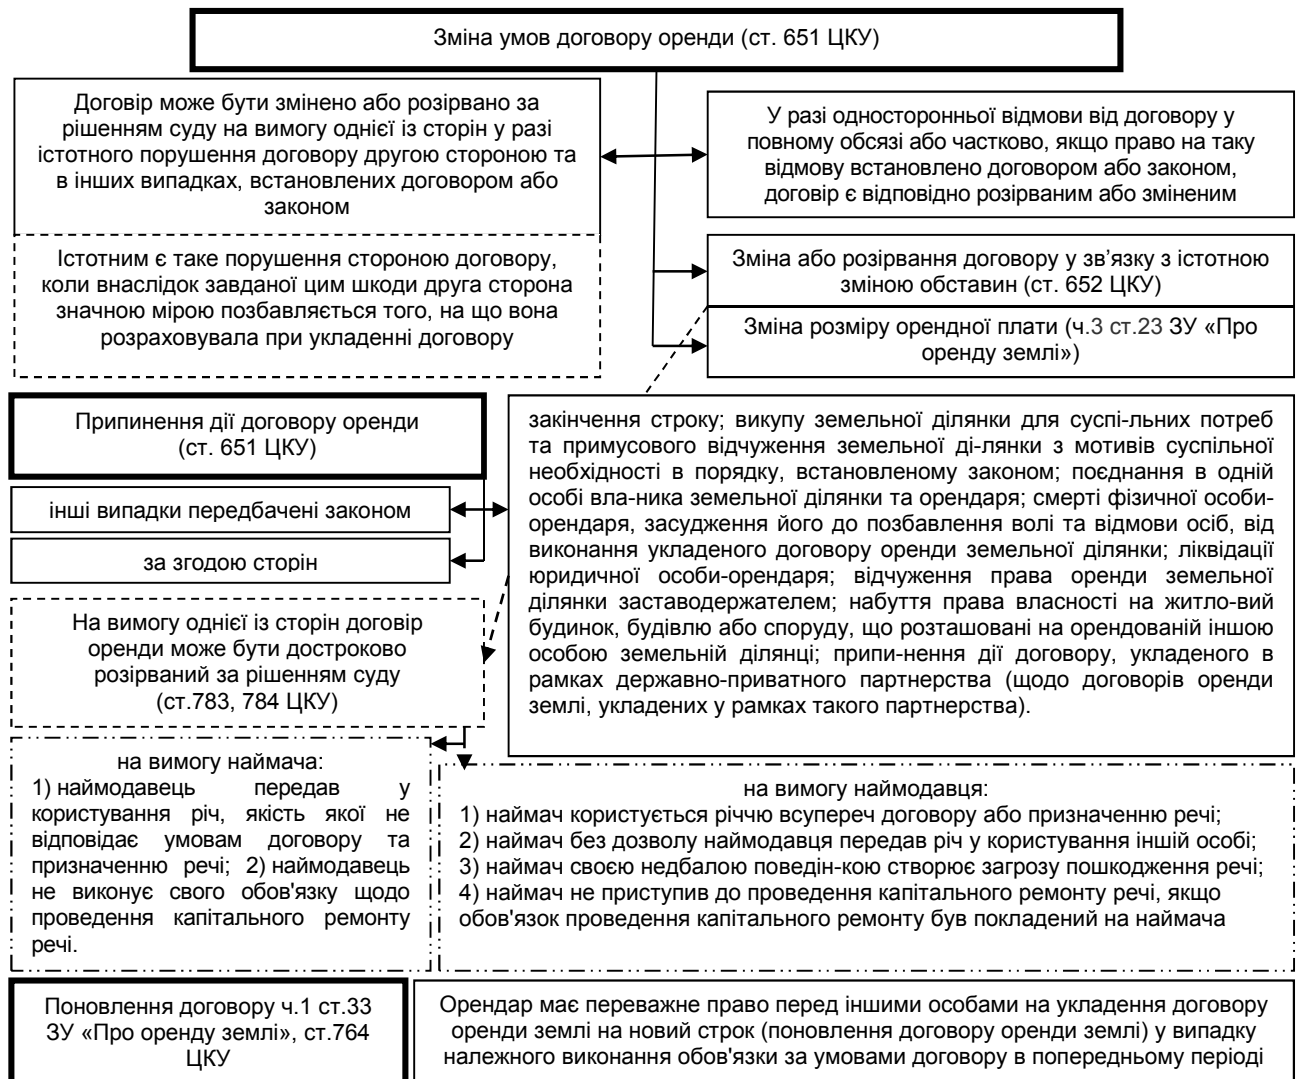 Зміна умов договору оренди (ст. 651 ЦКУ)
Договір може бути змінено або розірвано за
рішенням суду на вимогу однієї із сторін у разі
істотного порушення договору другою стороною та
в інших випадках, встановлених договором або
законом
У разі односторонньої відмови від договору у
повному обсязі або частково, якщо право на таку
відмову встановлено договором або законом,
договір є відповідно розірваним або зміненим
Істотним є таке порушення стороною договору,
коли внаслідок завданої цим шкоди друга сторона
значною мірою позбавляється того, на що вона
розраховувала при укладенні договору
Зміна або розірвання договору у зв’язку з істотною
зміною обставин (ст. 652 ЦКУ)
Зміна розміру орендної плати (ч.3 ст.23 ЗУ «Про
оренду землі»)
Припинення дії договору оренди
(ст. 651 ЦКУ)
інші випадки передбачені законом
за згодою сторін
На вимогу однієї із сторін договір
оренди може бути достроково
розірваний за рішенням суду
(ст.783, 784 ЦКУ)
закінчення строку; викупу земельної ділянки для суспі-льних потреб
та примусового відчуження земельної ді-лянки з мотивів суспільної
необхідності в порядку, встановленому законом; поєднання в одній
особі вла-ника земельної ділянки та орендаря; смерті фізичної особи-
орендаря, засудження його до позбавлення волі та відмови осіб, від
виконання укладеного договору оренди земельної ділянки; ліквідації
юридичної особи-орендаря; відчуження права оренди земельної
ділянки заставодержателем; набуття права власності на житло-вий
будинок, будівлю або споруду, що розташовані на орендованій іншою
особою земельній ділянці; припи-нення дії договору, укладеного в
рамках державно-приватного партнерства (щодо договорів оренди
землі, укладених у рамках такого партнерства).
на вимогу наймача:
1) наймодавець передав у
користування річ, якість якої не
відповідає умовам договору та
призначенню речі; 2) наймодавець
не виконує свого обов'язку щодо
проведення капітального ремонту
речі.
на вимогу наймодавця:
1) наймач користується річчю всупереч договору або призначенню речі;
2) наймач без дозволу наймодавця передав річ у користування іншій особі;
3) наймач своєю недбалою поведін-кою створює загрозу пошкодження речі;
4) наймач не приступив до проведення капітального ремонту речі, якщо
обов'язок проведення капітального ремонту був покладений на наймача
Поновлення договору ч.1 ст.33
ЗУ «Про оренду землі», ст.764
ЦКУ
Орендар має переважне право перед іншими особами на укладення договору
оренди землі на новий строк (поновлення договору оренди землі) у випадку
належного виконання обов'язки за умовами договору в попередньому періоді